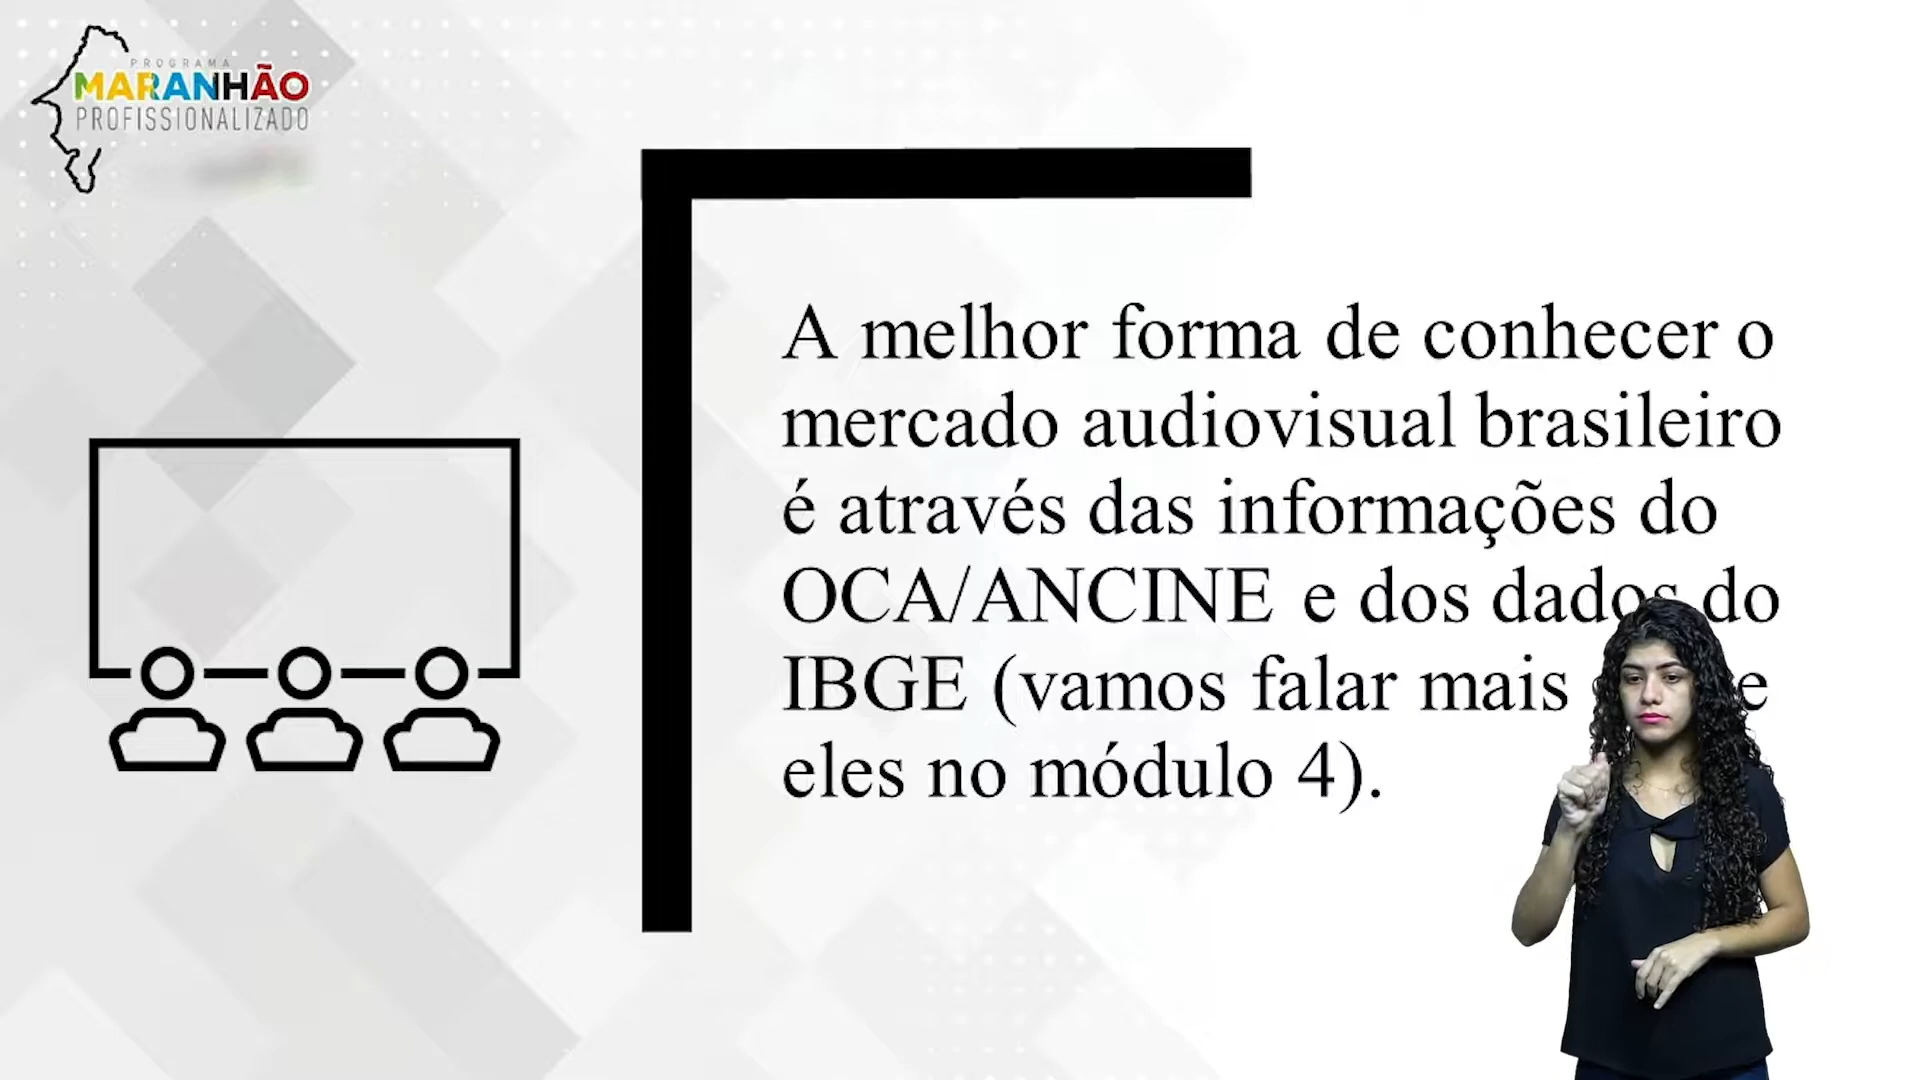 PROGRAMA
MARANHÃO
PROFISSIONALIZADO
A melhor forma de conhecer o
mercado audiovisual brasileiro
é através das informações do
OCA/ANCINE e dos dados do
IBGE (vamos falar mais
eles no módulo 4).